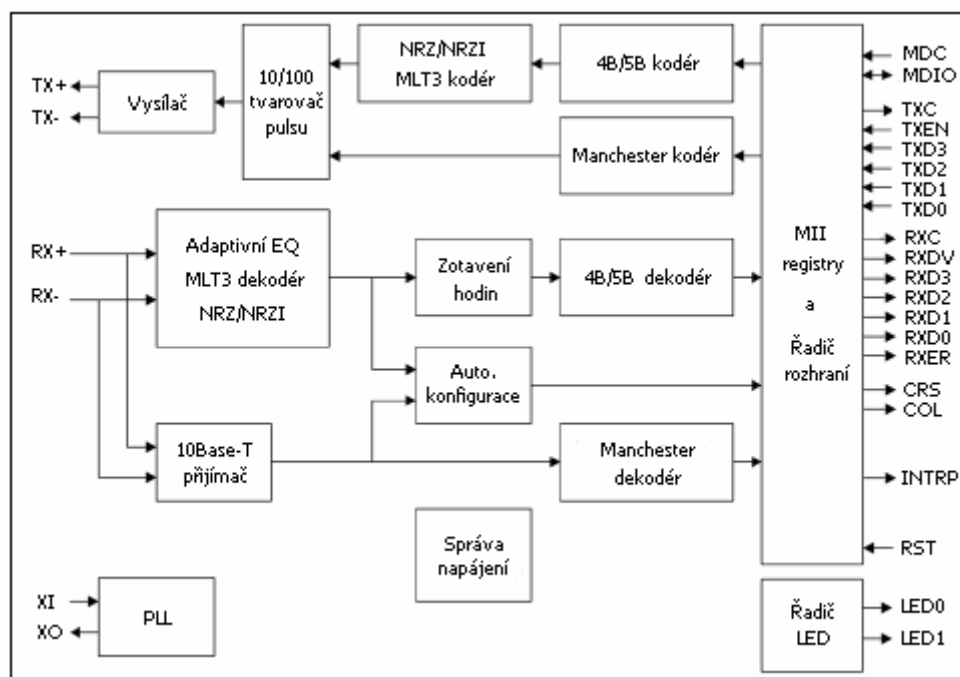 TX+
TX-
Vysílač
10/100
tvarovač
pulsu
NRZ/NRZI
MLT3 kodér
4B/5B kodér
Manchester kodér
RX+
RX-
Adaptivní EQ
MLT3 dekodér
NRZ/NRZI
Zotavení
hodin
4B/5B dekodér
Auto.
konfigurace
10Base-T
přijímač
Manchester
dekodér
Správa
napájení
XI
XO
PLL
MII
registry
a
Řadič
rozhraní
Řadič
LED
MDC
MDIO
TXC
TXEN
TXD3
TXD2
TXD1
TXD0
RXC
RXDV
RXD3
RXD2
RXD1
RXD0
RXER
CRS
COL
INTRP
RST
LED0
LED1